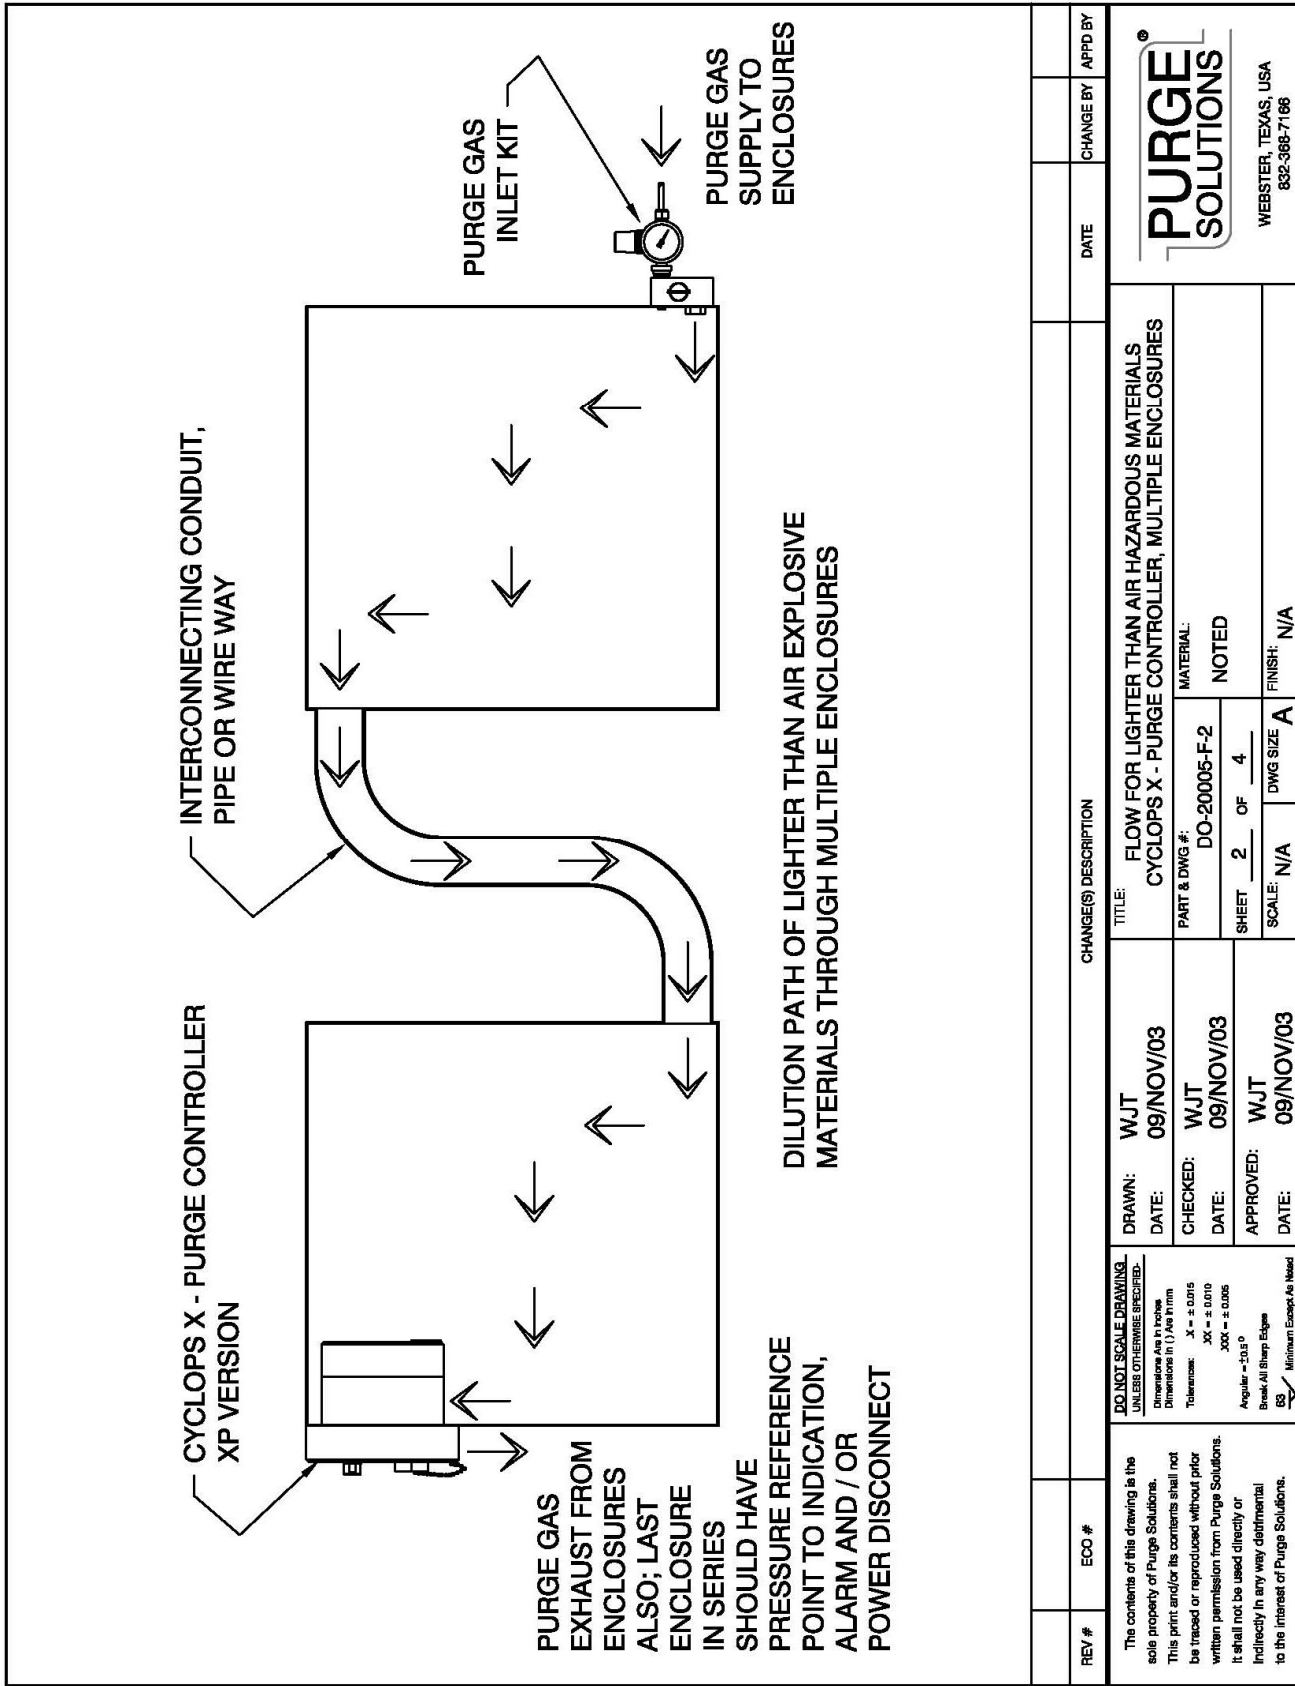 CYCLOPS X - PURGE CONTROLLER
XP VERSION
INTERCONNECTING CONDUIT,
PIPE OR WIRE WAY
PURGE GAS
INLET KIT
PURGE GAS
SUPPLY TO
ENCLOSURES
PURGE GAS
EXHAUST FROM
ENCLOSURES
ALSO; LAST
ENCLOSURE
IN SERIES
SHOULD HAVE
PRESSURE REFERENCE
POINT TO INDICATION,
ALARM AND / OR
POWER DISCONNECT
DILUTION PATH OF LIGHTER THAN AIR EXPLOSIVE
MATERIALS THROUGH MULTIPLE ENCLOSURES
REV # ECO # CHANGE(S) DESCRIPTION DATE CHANGE BY APPD BY
The contents of this drawing is the
sole property of Purge Solutions.
This print and/or its contents shall not
be traced or reproduced without prior
written permission from Purge Solutions.
It shall not be used directly or
indirectly in any way detrimental
to the interest of Purge Solutions.
DO NOT SCALE DRAWING
UNLESS OTHERWISE SPECIFIED-
Dimensions Are in Inches
Dimensions in ( ) Are in mm
Tolerances: .X = ± 0.015
.XX = ± 0.010
.XXX = ± 0.005
Angular = ±0.5°
Break All Sharp Edges
63 Minimum Except As Noted
DRAWN: WJT
DATE: 09/NOV/03
CHECKED: WJT
DATE: 09/NOV/03
APPROVED: WJT
DATE: 09/NOV/03
TITLE: FLOW FOR LIGHTER THAN AIR HAZARDOUS MATERIALS
CYCLOPS X - PURGE CONTROLLER, MULTIPLE ENCLOSURES
PART & DWG #:
DO-20005-F-2
MATERIAL:
NOTED
SHEET 2 OF 4
SCALE: N/A
DWG SIZE A
FINISH: N/A
PURGE ®
SOLUTIONS
WEBSTER, TEXAS, USA
832-368-7166